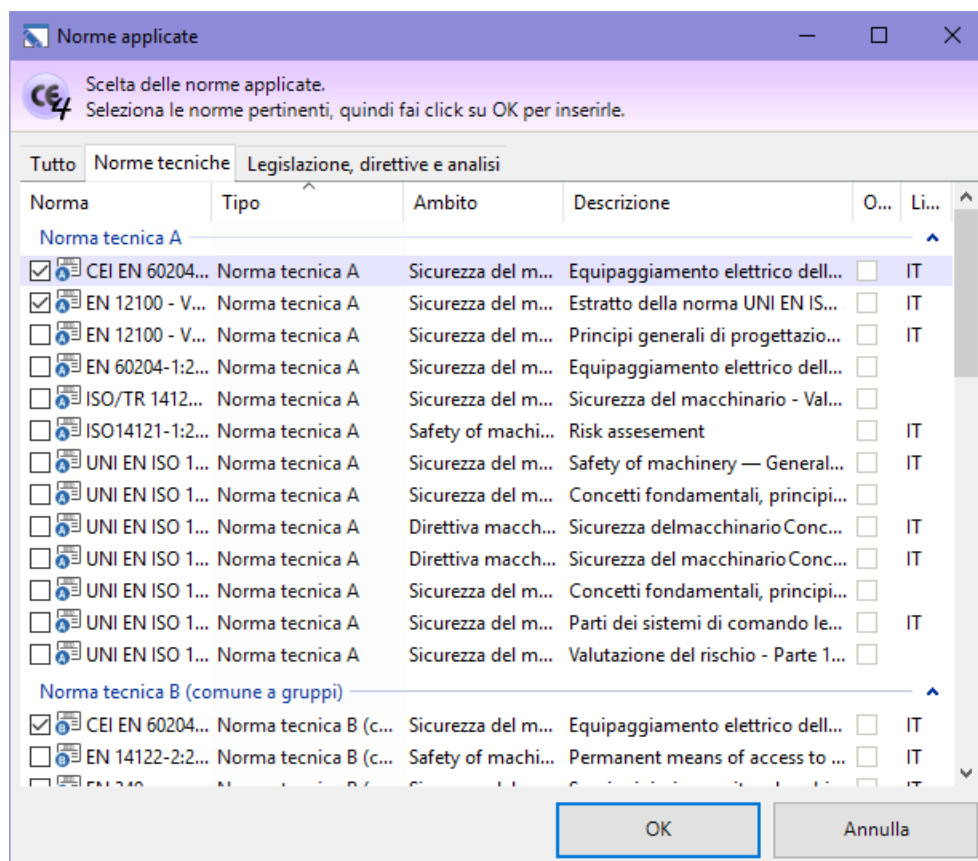 Norme applicate
CE4
Scelta delle norme applicate.
Seleziona le norme pertinenti, quindi fai click su OK per inserirle.
Tutto Norme tecniche Legislazione, direttive e analisi
Norma Tipo Ambito Descrizione O... Li...
Norma tecnica A
CEI EN 60204... Norma tecnica A Sicurezza del m... Equipaggiamento elettrico dell... IT
EN 12100 - V... Norma tecnica A Sicurezza del m... Estratto della norma UNI EN IS... IT
EN 12100 - V... Norma tecnica A Sicurezza del m... Principi generali di progettazio... IT
EN 60204-1:2... Norma tecnica A Sicurezza del m... Equipaggiamento elettrico dell...
ISO/TR 1412... Norma tecnica A Sicurezza del m... Sicurezza del macchinario - Val...
ISO14121-1:2... Norma tecnica A Safety of machi... Risk assesement IT
UNI EN ISO 1... Norma tecnica A Sicurezza del m... Safety of machinery — General... IT
UNI EN ISO 1... Norma tecnica A Sicurezza del m... Concetti fondamentali, principi...
UNI EN ISO 1... Norma tecnica A Direttiva macch... Sicurezza delmacchinario Conc... IT
UNI EN ISO 1... Norma tecnica A Direttiva macch... Sicurezza del macchinario Conc... IT
UNI EN ISO 1... Norma tecnica A Sicurezza del m... Concetti fondamentali, principi...
UNI EN ISO 1... Norma tecnica A Sicurezza del m... Parti dei sistemi di comando le... IT
UNI EN ISO 1... Norma tecnica A Sicurezza del m... Valutazione del rischio - Parte 1...
Norma tecnica B (comune a gruppi)
CEI EN 60204... Norma tecnica B (c... Sicurezza del m... Equipaggiamento elettrico dell... IT
EN 14122-2:2... Norma tecnica B (c... Safety of machi... Permanent means of access to ... IT
OK Annulla